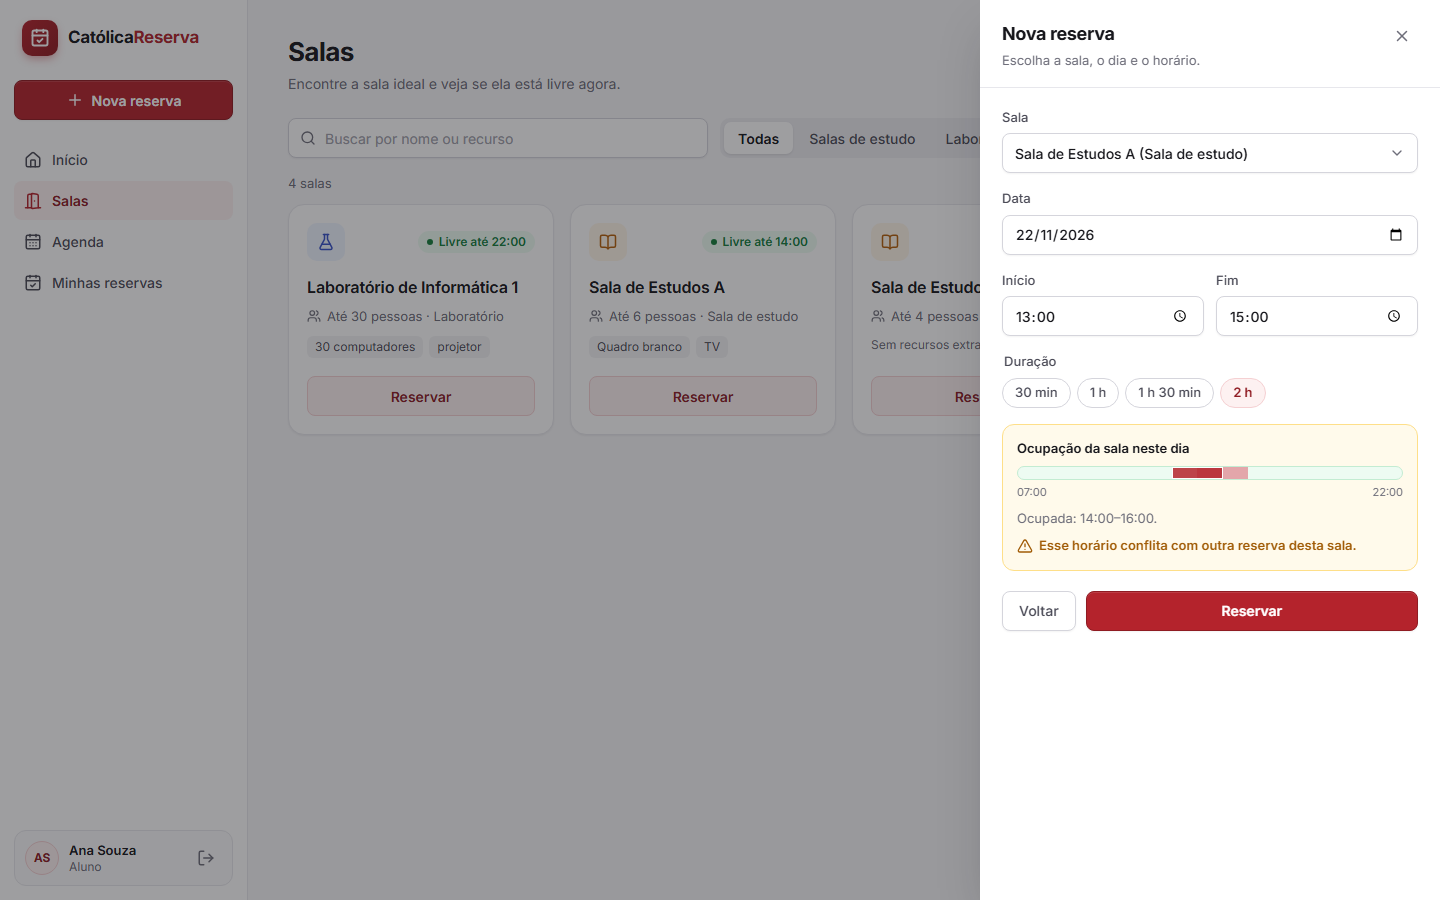 CatólicaReserva
Nova reserva
Início
Salas
Agenda
Minhas reservas
AS
Ana Souza
Aluno
Salas
Encontre a sala ideal e veja se ela está livre agora.
Buscar por nome ou recurso
Todas
Salas de estudo
Labor
4 salas
Livre até 22:00
Laboratório de Informática 1
Até 30 pessoas · Laboratório
30 computadores
projetor
Reservar
Livre até 14:00
Sala de Estudos A
Até 6 pessoas · Sala de estudo
Quadro branco
TV
Reservar
Sala de Estudo
Até 4 pessoas
Sem recursos extra
Res
Nova reserva
Escolha a sala, o dia e o horário.
Sala
Sala de Estudos A (Sala de estudo)
Data
22/11/2026
Início
Fim
13:00
15:00
Duração
30 min
1 h
1 h 30 min
2 h
Ocupação da sala neste dia
07:00
22:00
Ocupada: 14:00–16:00.
Esse horário conflita com outra reserva desta sala.
Voltar
Reservar